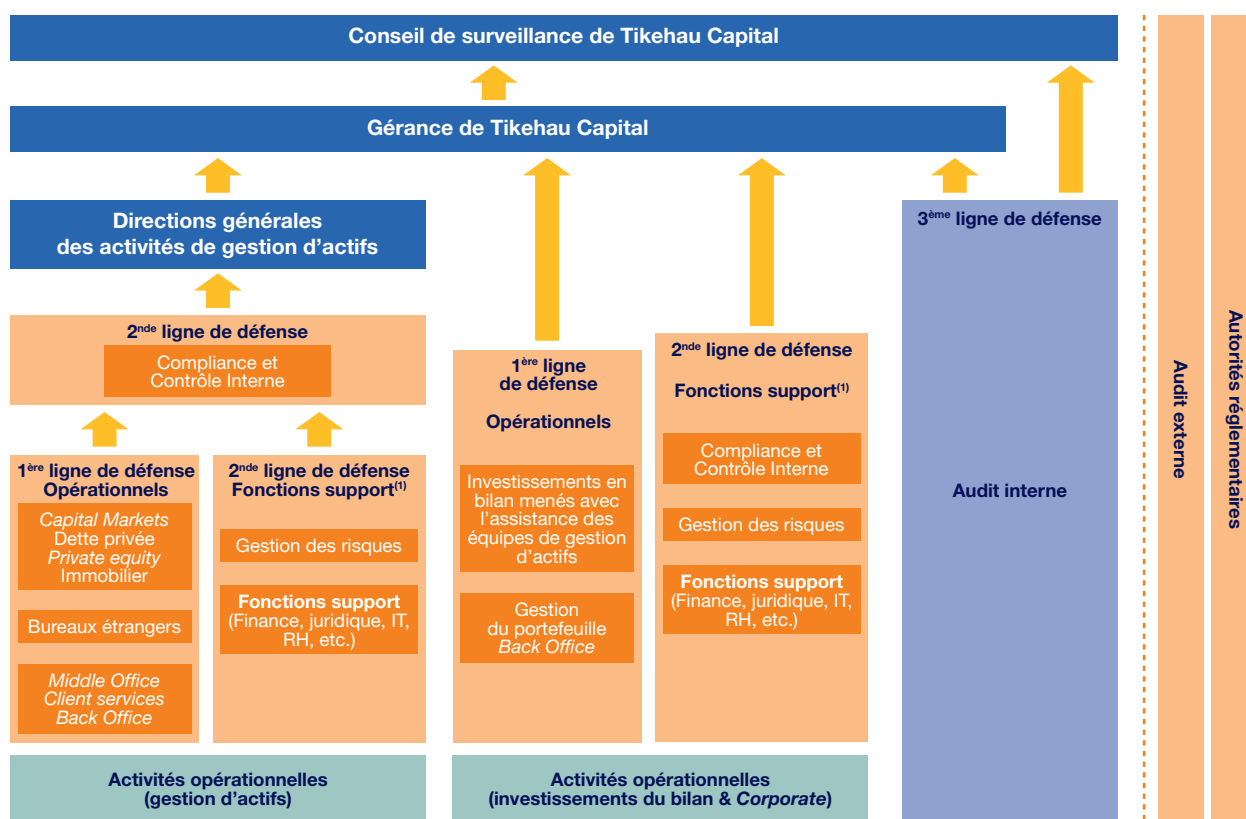 Conseil de surveillance de Tikehau Capital
Gérance de Tikehau Capital
Directions générales
des activités de gestion d'actifs
2nde ligne de défense
Compliance et
Contrôle Interne
1ère ligne de défense
Opérationnels
Capital Markets
Dette privée
Private equity
Immobilier
Bureaux étrangers
Middle Office
Client services
Back Office
2nde ligne de défense
Fonctions support(1)
Gestion des risques
Fonctions support
(Finance, juridique, IT,
RH, etc.)
Activités opérationnelles
(gestion d'actifs)
1ère ligne
de défense
Opérationnels
Investissements en
bilan menés avec
l'assistance des
équipes de gestion
d'actifs
Gestion
du portefeuille
Back Office
2nde ligne de défense
Fonctions support(1)
Compliance et
Contrôle Interne
Gestion des risques
Fonctions support
(Finance, juridique, IT,
RH, etc.)
Activités opérationnelles
(investissements du bilan & Corporate)
3ème ligne de défense
Audit interne
Audit externe
Autorités réglementaires